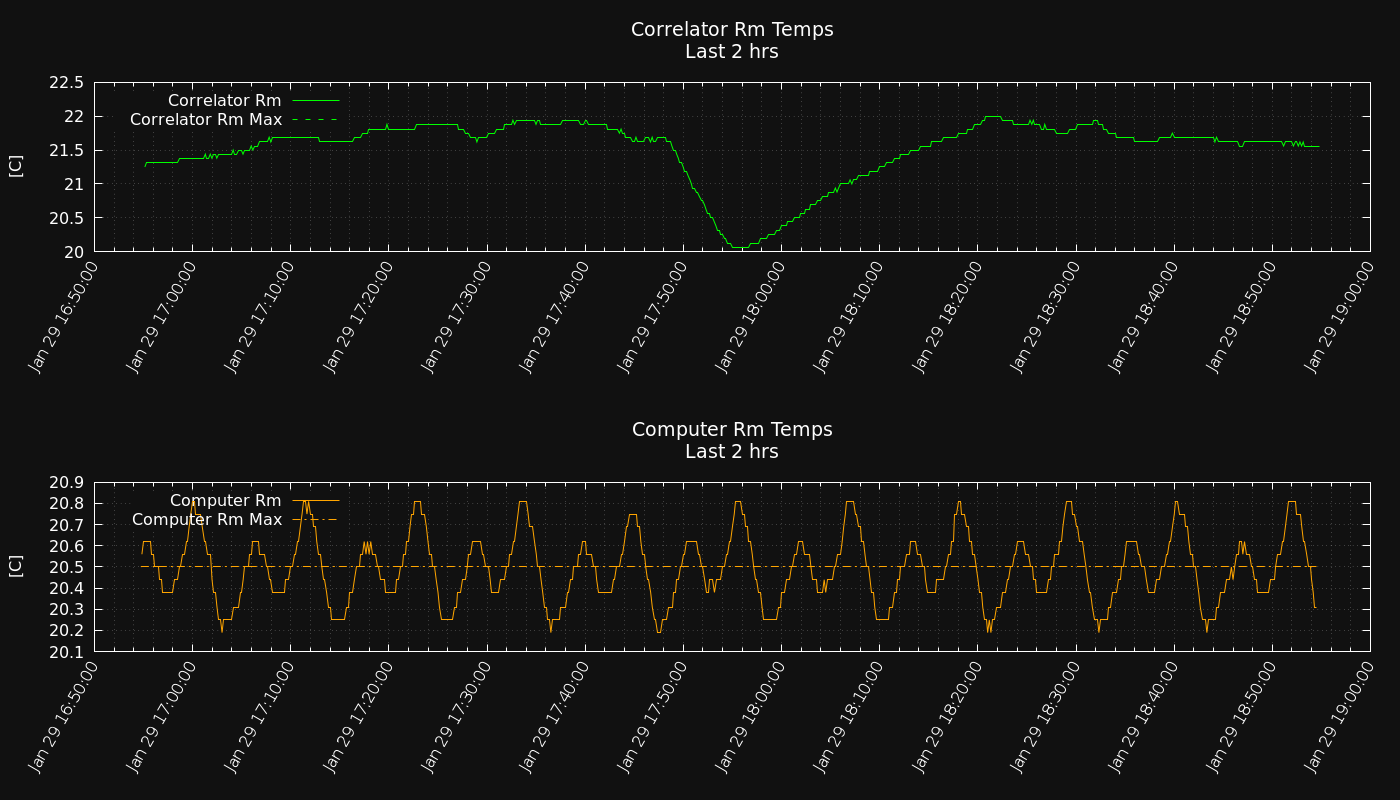 Correlator Rm Temps
Last 2 hrs
22.5
22
21.5
21
20.5
20
[C]
Correlator Rm
Correlator Rm Max
Jan 29 16:50:00
Jan 29 17:00:00
Jan 29 17:10:00
Jan 29 17:20:00
Jan 29 17:30:00
Jan 29 17:40:00
Jan 29 17:50:00
Jan 29 18:00:00
Jan 29 18:10:00
Jan 29 18:20:00
Jan 29 18:30:00
Jan 29 18:40:00
Jan 29 18:50:00
Jan 29 19:00:00
Computer Rm Temps
Last 2 hrs
20.9
20.8
20.7
20.6
20.5
20.4
20.3
20.2
20.1
[C]
Computer Rm
Computer Rm Max
Jan 29 16:50:00
Jan 29 17:00:00
Jan 29 17:10:00
Jan 29 17:20:00
Jan 29 17:30:00
Jan 29 17:40:00
Jan 29 17:50:00
Jan 29 18:00:00
Jan 29 18:10:00
Jan 29 18:20:00
Jan 29 18:30:00
Jan 29 18:40:00
Jan 29 18:50:00
Jan 29 19:00:00